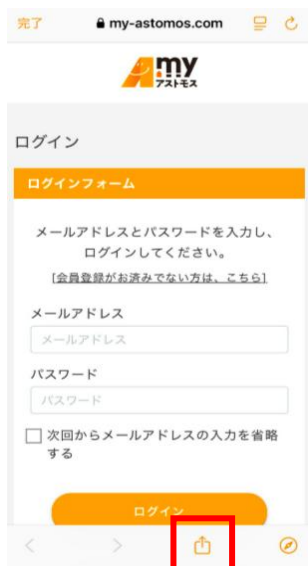 完了
my-astomos.com
my
アストモス
ログイン
ログインフォーム
メールアドレスとパスワードを入力し、
ログインしてください。
[会員登録がお済みでない方は、こちら]
メールアドレス
メールアドレス
パスワード
パスワード
次回からメールアドレスの入力を省略
する
ログイン